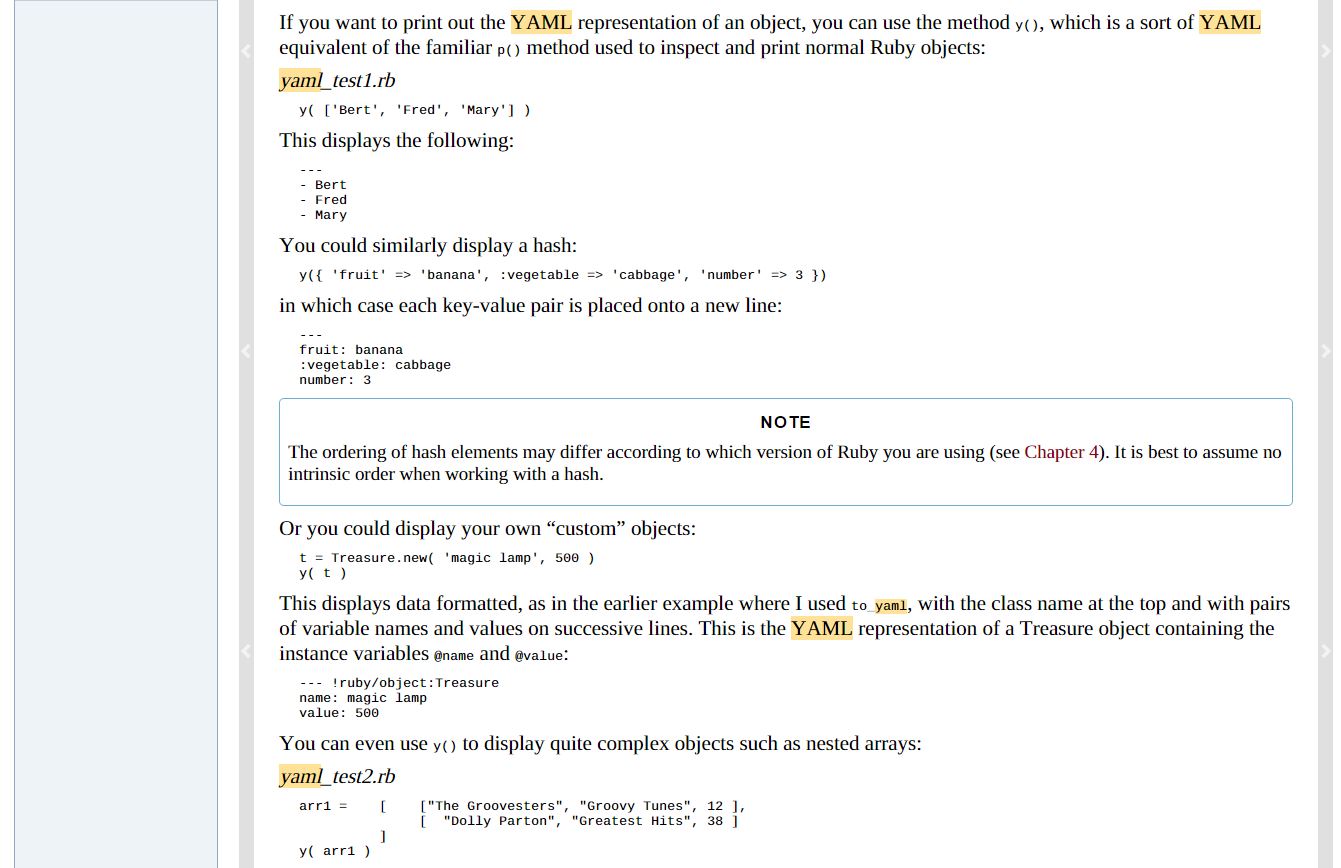 If you want to print out the YAML representation of an object, you can use the method y(), which is a sort of YAML
equivalent of the familiar p() method used to inspect and print normal Ruby objects:
yaml_test1.rb
y( ['Bert', 'Fred', 'Mary'] )
This displays the following:
---
- Bert
- Fred
- Mary
You could similarly display a hash:
y({ 'fruit' => 'banana', :vegetable => 'cabbage', 'number' => 3 })
in which case each key-value pair is placed onto a new line:
---
fruit: banana
:vegetable: cabbage
number: 3
NOTE
The ordering of hash elements may differ according to which version of Ruby you are using (see Chapter 4). It is best to assume no
intrinsic order when working with a hash.
Or you could display your own “custom” objects:
t = Treasure.new( 'magic lamp', 500 )
y( t )
This displays data formatted, as in the earlier example where I used to_yaml, with the class name at the top and with pairs
of variable names and values on successive lines. This is the YAML representation of a Treasure object containing the
instance variables @name and @value:
--- !ruby/object:Treasure
name: magic lamp
value: 500
You can even use y() to display quite complex objects such as nested arrays:
yaml_test2.rb
arr1 =    [    ["The Groovesters", "Groovy Tunes", 12 ],
               [  "Dolly Parton", "Greatest Hits", 38 ]
          ]
y( arr1 )